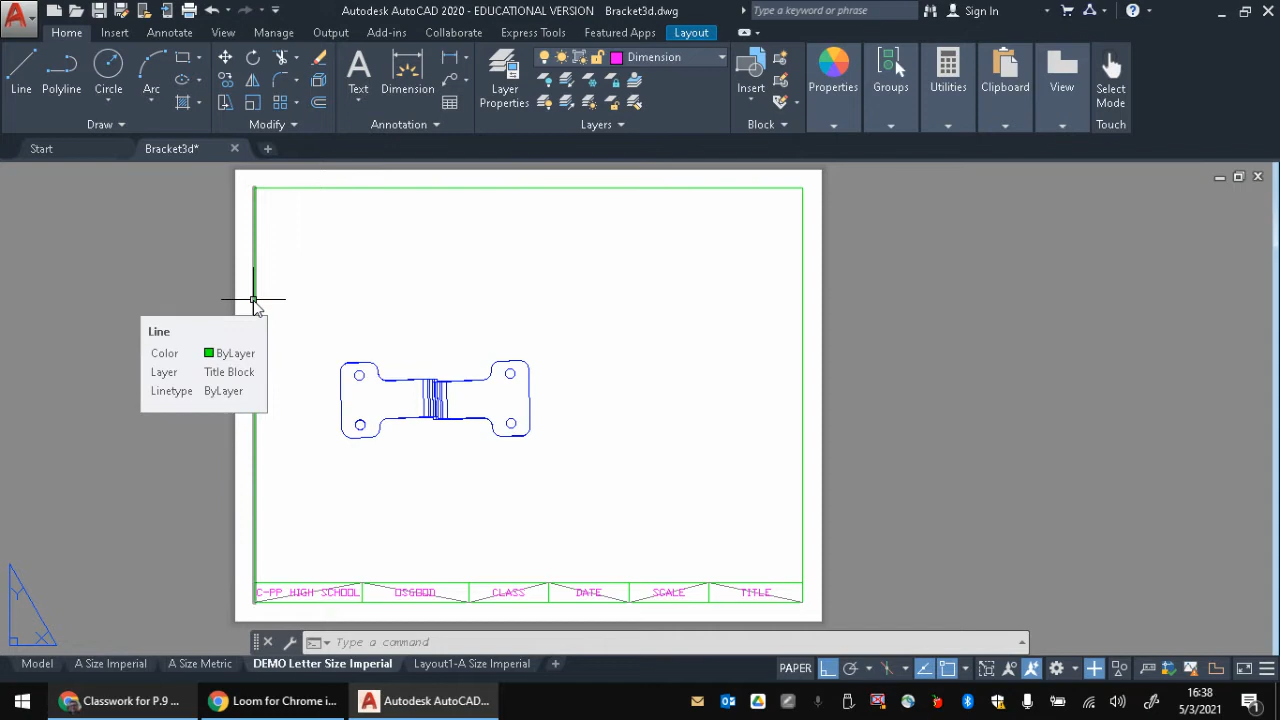 Autodesk AutoCAD 2020 - EDUCATIONAL VERSION Bracket3d.dwg
Type a keyword or phrase
Sign In
Home Insert Annotate View Manage Output Add-ins Collaborate Express Tools Featured Apps Layout
Line Polyline Circle Arc
Text Dimension
Layer Properties
Dimension
Insert
Properties Groups Utilities Clipboard View Select Mode
Draw Modify Annotation Layers Block Touch
Start Bracket3d*
Line
Color ByLayer
Layer Title Block
Linetype ByLayer
C-PP HIGH SCHOOL OSGOOD CLASS DATE SCALE TITLE
Y
X
Type a command
Model A Size Imperial A Size Metric DEMO Letter Size Imperial Layout1-A Size Imperial PAPER
Classwork for P.9 ... Loom for Chrome i... Autodesk AutoCAD...
16:38
5/3/2021
1